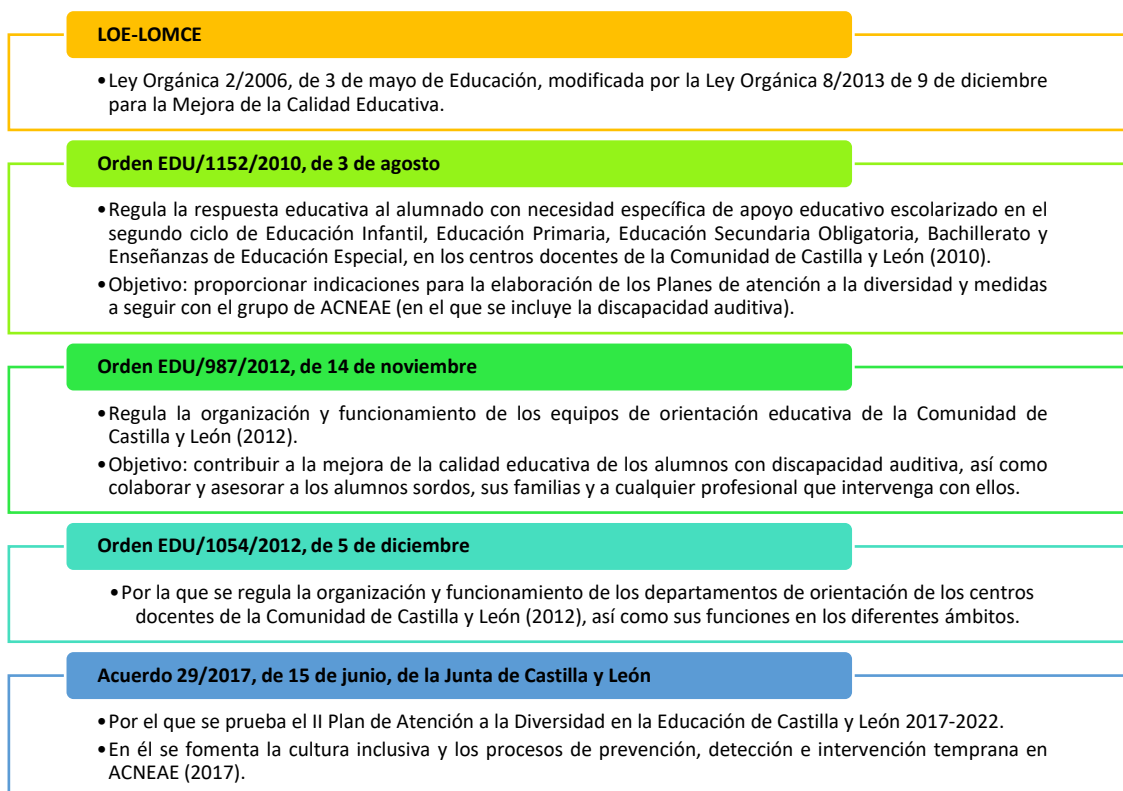 LOE-LOMCE
•Ley Orgánica 2/2006, de 3 de mayo de Educación, modificada por la Ley Orgánica 8/2013 de 9 de diciembre
para la Mejora de la Calidad Educativa.
Orden EDU/1152/2010, de 3 de agosto
•Regula la respuesta educativa al alumnado con necesidad específica de apoyo educativo escolarizado en el
segundo ciclo de Educación Infantil, Educación Primaria, Educación Secundaria Obligatoria, Bachillerato y
Enseñanzas de Educación Especial, en los centros docentes de la Comunidad de Castilla y León (2010).
•Objetivo: proporcionar indicaciones para la elaboración de los Planes de atención a la diversidad y medidas
a seguir con el grupo de ACNEAE (en el que se incluye la discapacidad auditiva).
Orden EDU/987/2012, de 14 de noviembre
•Regula la organización y funcionamiento de los equipos de orientación educativa de la Comunidad de
Castilla y León (2012).
•Objetivo: contribuir a la mejora de la calidad educativa de los alumnos con discapacidad auditiva, así como
colaborar y asesorar a los alumnos sordos, sus familias y a cualquier profesional que intervenga con ellos.
Orden EDU/1054/2012, de 5 de diciembre
•Por la que se regula la organización y funcionamiento de los departamentos de orientación de los centros
docentes de la Comunidad de Castilla y León (2012), así como sus funciones en los diferentes ámbitos.
Acuerdo 29/2017, de 15 de junio, de la Junta de Castilla y León
•Por el que se prueba el II Plan de Atención a la Diversidad en la Educación de Castilla y León 2017-2022.
•En él se fomenta la cultura inclusiva y los procesos de prevención, detección e intervención temprana en
ACNEAE (2017).